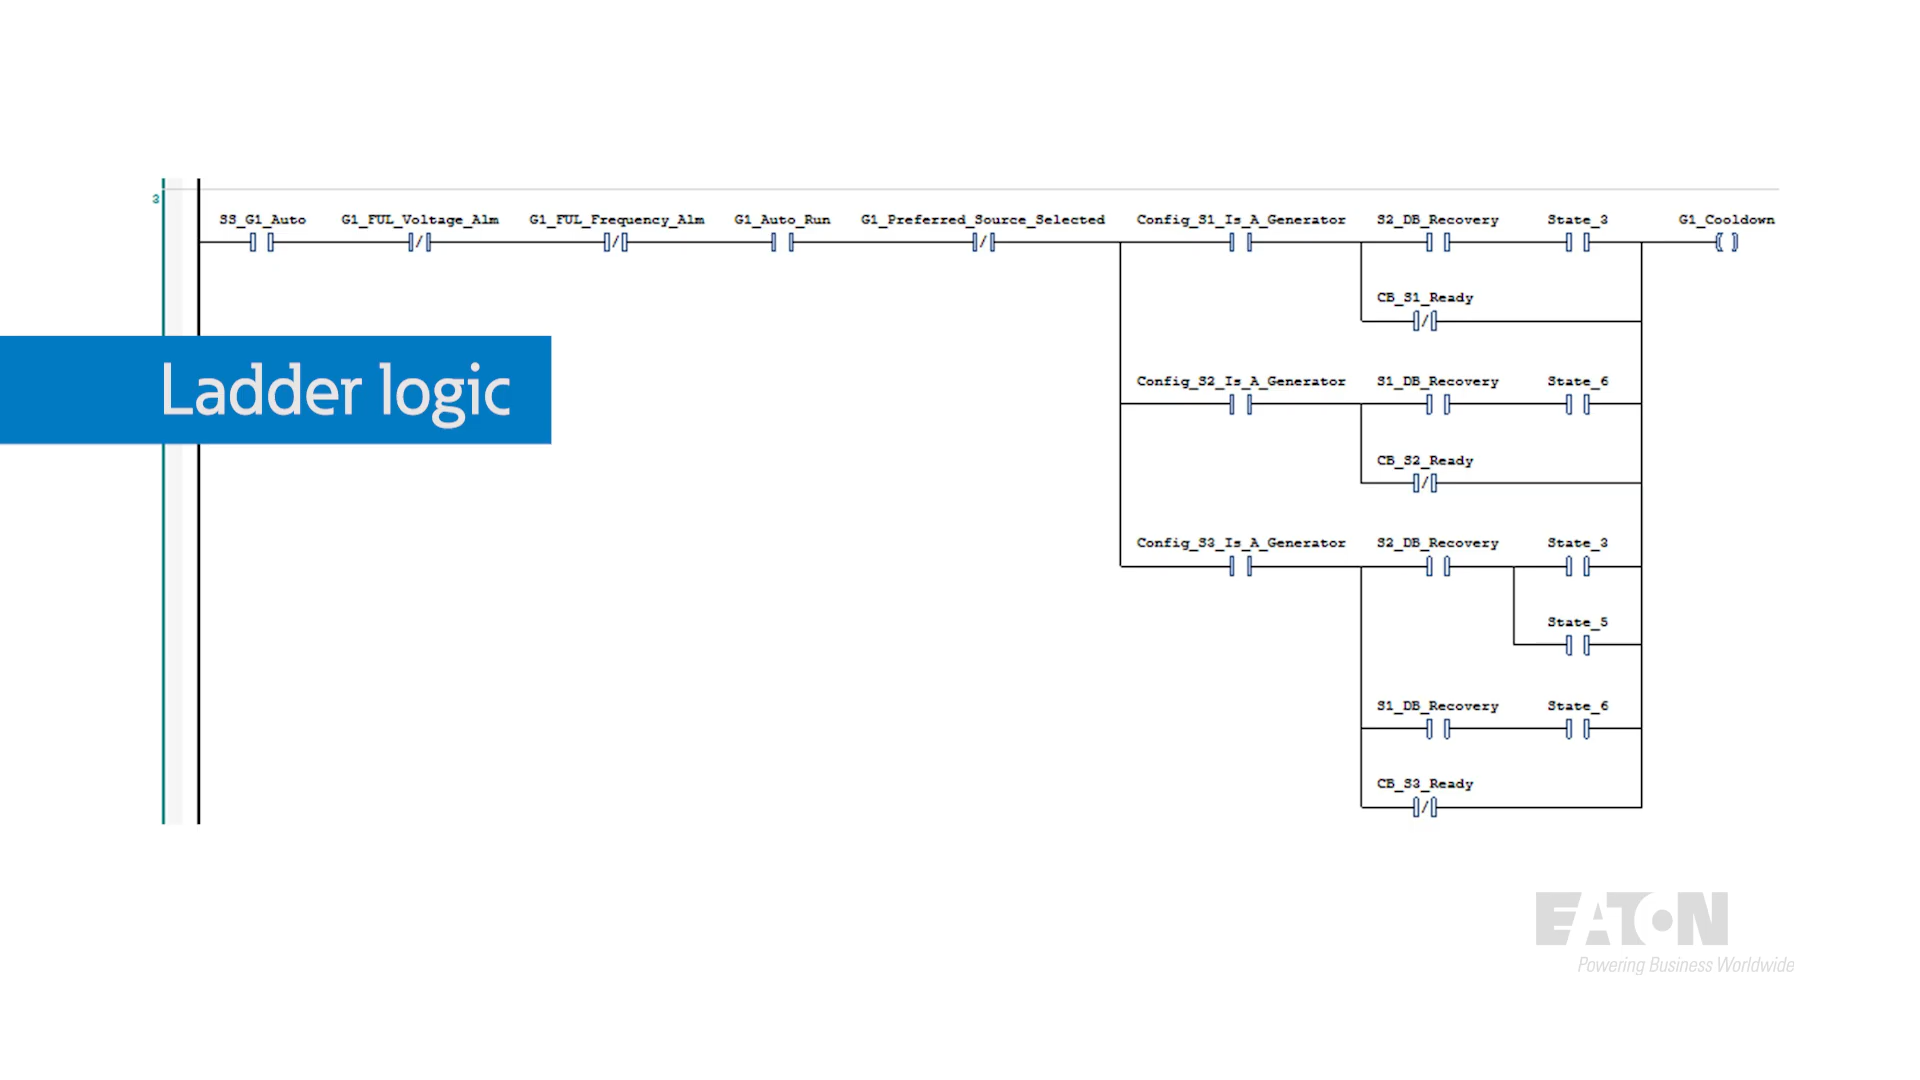 3
SS_G1_Auto G1_FUL_Voltage_Alm G1_FUL_Frequency_Alm G1_Auto_Run G1_Preferred_Source_Selected Config_S1_Is_A_Generator S2_DB_Recovery State_3 G1_Cooldown
CB_S1_Ready
Ladder logic
Config_S2_Is_A_Generator S1_DB_Recovery State_6
CB_S2_Ready
Config_S3_Is_A_Generator S2_DB_Recovery State_3
State_5
S1_DB_Recovery State_6
CB_S3_Ready
EATON
Powering Business Worldwide